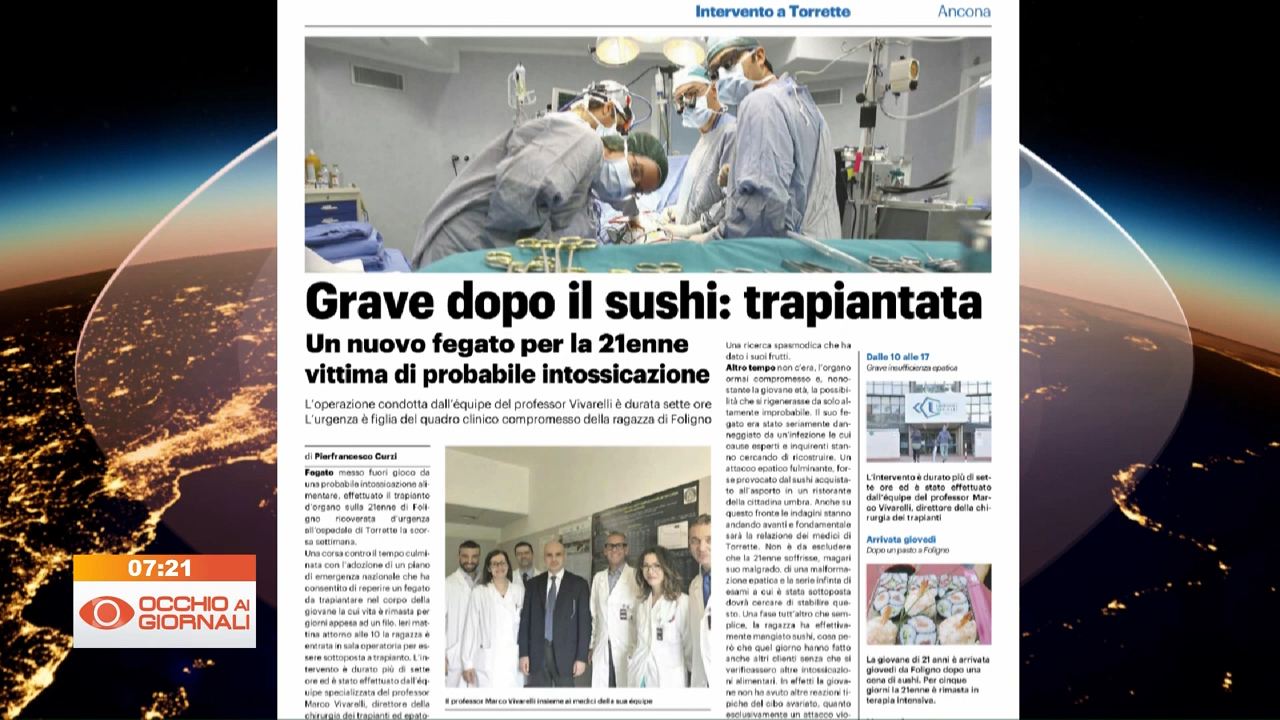 Intervento a Torrette
Ancona
Grave dopo il sushi: trapiantata
Un nuovo fegato per la 21enne
vittima di probabile intossicazione
L'operazione condotta dall'équipe del professor Vivarelli è durata sette ore
L'urgenza è figlia del quadro clinico compromesso della ragazza di Foligno
di Pierfrancesco Curzi
Fegato messo fuori gioco da
una probabile intossicazione ali-
mentare, effettuato il trapianto
d'organo sulla 21enne di Foli-
gno ricoverata d'urgenza
all'ospedale di Torrette la scor-
sa settimana.
Una corsa contro il tempo culmi-
nata con l'adozione di un piano
di emergenza nazionale che ha
consentito di reperire un fegato
da trapiantare nel corpo della
giovane la cui vita è rimasta per
giorni appesa ad un filo. Ieri mat-
tina attorno alle 10 la ragazza è
entrata in sala operatoria per es-
sere sottoposta a trapianto. L'in-
tervento è durato più di sette
ore ed è stato effettuato dall'éq-
uipe specializzata del professor
Marco Vivarelli, direttore della
chirurgia dei trapianti ed epato-
Il professor Marco Vivarelli insieme ai medici della sua équipe
Una ricerca spasmodica che ha
dato i suoi frutti.
Altro tempo non c'era, l'organo
ormai compromesso e, nono-
stante la giovane età, la possibi-
lità che si rigenerasse da solo al-
tamente improbabile. Il suo fe-
gato era stato seriamente dan-
neggiato da un'infezione le cui
cause esperti e inquirenti stan-
no cercando di ricostruire. Un
attacco epatico fulminante, for-
se provocato dal sushi acquista-
to all'asporto in un ristorante
della cittadina umbra. Anche su
questo fronte le indagini stanno
andando avanti e fondamentale
sarà la relazione dei medici di
Torrette. Non è da escludere
che la 21enne soffrisse, magari
suo malgrado, di una malforma-
zione epatica e la serie infinita di
esami a cui è stata sottoposta
dovrà cercare di stabilire que-
sto. Una fase tutt'altro che sem-
plice, la ragazza ha effettiva-
mente mangiato sushi, cosa pe-
rò che quel giorno hanno fatto
anche altri clienti senza che si
verificassero altre intossicazio-
ni alimentari. In effetti la giova-
ne non ha avuto altre reazioni ti-
piche del cibo avariato, quanto
esclusivamente un attacco vio-
Dalle 10 alle 17
Grave insufficienza epatica
L'intervento è durato più di set-
te ore ed è stato effettuato
dall'équipe del professor Mar-
co Vivarelli, direttore della chi-
rurgia dei trapianti
Arrivata giovedì
Dopo un pasto a Foligno
La giovane di 21 anni è arrivata
giovedì da Foligno dopo una
cena di sushi. Per cinque
giorni la 21enne è rimasta in
terapia intensiva.
07:21
OCCHIO AI
GIORNALI